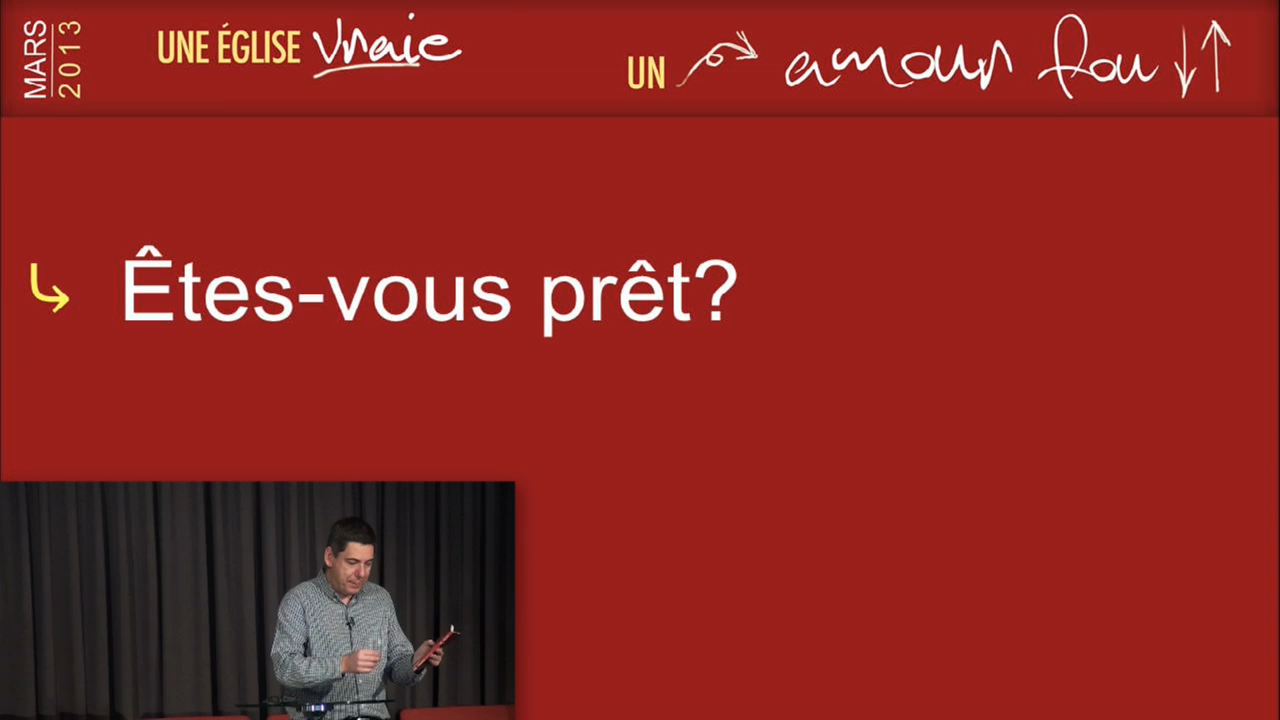 MARS
2013
UNE ÉGLISE vraie
UN amour fou
Êtes-vous prêt?